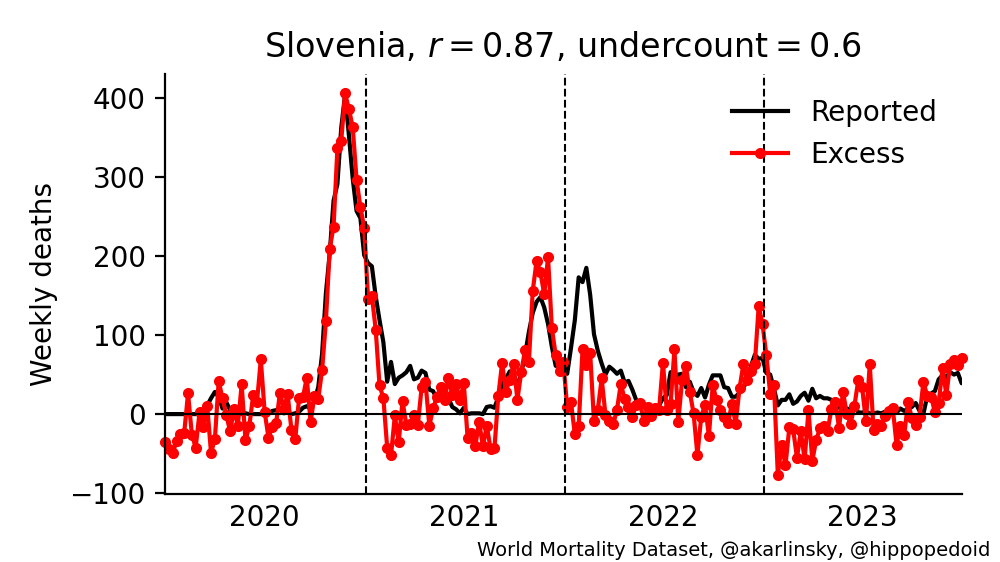 Slovenia, r = 0.87, undercount = 0.6
Weekly deaths
400
300
200
100
0
−100
Reported
Excess
2020 2021 2022 2023
World Mortality Dataset, @akarlinsky, @hippopedoid